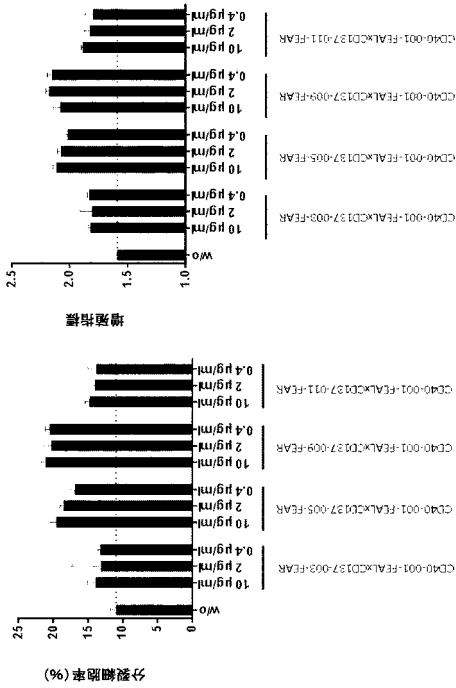 分裂細胞率 (%)
25
20
15
10
5
0
w/o
10 µg/ml
2 µg/ml
0.4 µg/ml
10 µg/ml
2 µg/ml
0.4 µg/ml
10 µg/ml
2 µg/ml
0.4 µg/ml
10 µg/ml
2 µg/ml
0.4 µg/ml
CD40-001-FEALxCD137-003-FEAR
CD40-001-FEALxCD137-005-FEAR
CD40-001-FEALxCD137-009-FEAR
CD40-001-FEALxCD137-011-FEAR
增殖指標
2.5
2.0
1.5
1.0
w/o
10 µg/ml
2 µg/ml
0.4 µg/ml
10 µg/ml
2 µg/ml
0.4 µg/ml
10 µg/ml
2 µg/ml
0.4 µg/ml
10 µg/ml
2 µg/ml
0.4 µg/ml
CD40-001-FEALxCD137-003-FEAR
CD40-001-FEALxCD137-005-FEAR
CD40-001-FEALxCD137-009-FEAR
CD40-001-FEALxCD137-011-FEAR